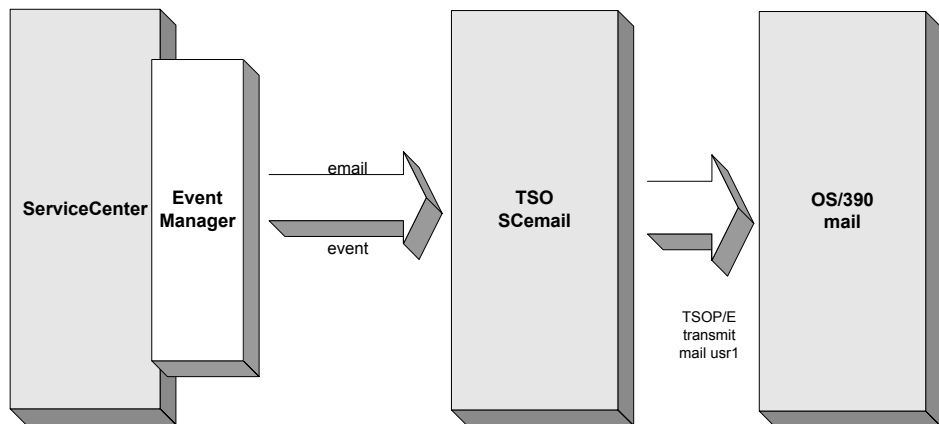 ServiceCenter
Event
Manager
email
event
TSO
SCemail
TSOP/E
transmit
mail usr1
OS/390
mail